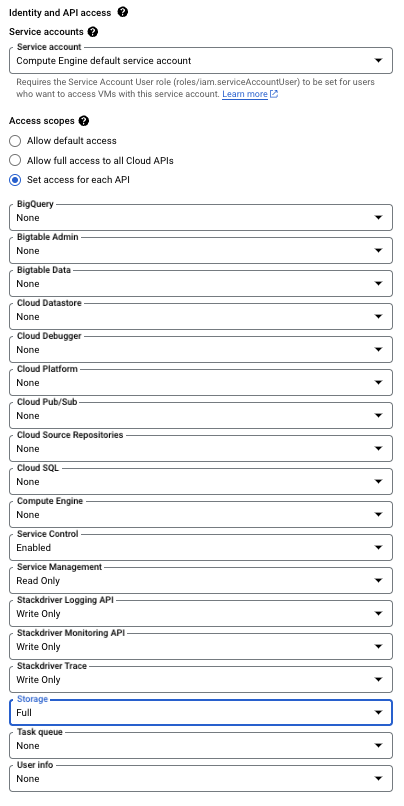 Identity and API access
Service accounts
Service account
Compute Engine default service account
Requires the Service Account User role (roles/iam.serviceAccountUser) to be set for users
who want to access VMs with this service account. Learn more
Access scopes
Allow default access
Allow full access to all Cloud APIs
Set access for each API
BigQuery
None
Bigtable Admin
None
Bigtable Data
None
Cloud Datastore
None
Cloud Debugger
None
Cloud Platform
None
Cloud Pub/Sub
None
Cloud Source Repositories
None
Cloud SQL
None
Compute Engine
None
Service Control
Enabled
Service Management
Read Only
Stackdriver Logging API
Write Only
Stackdriver Monitoring API
Write Only
Stackdriver Trace
Write Only
Storage
Full
Task queue
None
User info
None